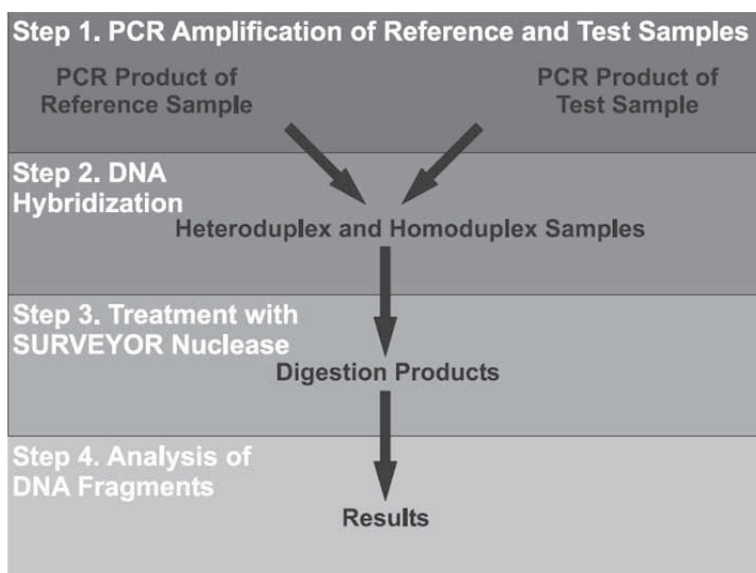 Step 1. PCR Amplification of Reference and Test Samples
PCR Product of
Reference Sample
PCR Product of
Test Sample
Step 2. DNA
Hybridization
Heteroduplex and Homoduplex Samples
Step 3. Treatment with
SURVEYOR Nuclease
Digestion Products
Step 4. Analysis of
DNA Fragments
Results